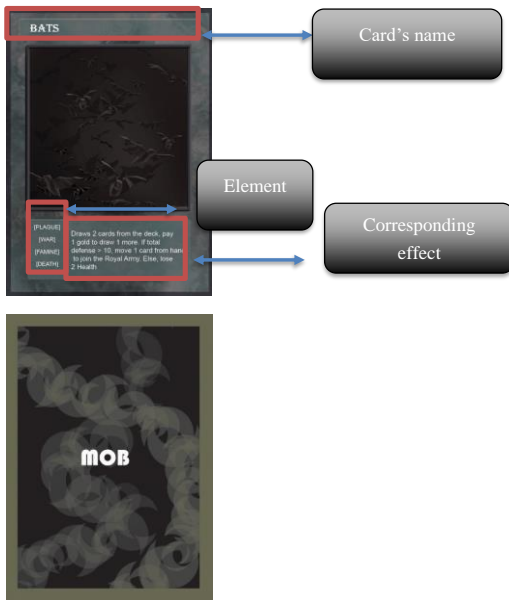 BATS
Card's name
Element
[PLAGUE]
[WAR]
[FAMINE]
[DEATH]
Draws 2 cards from the deck, pay
1 gold to draw 1 more. If total
defense = 10, move 1 card from hand
to join the Royal Army. Else, lose
2 Health
Corresponding
effect
MOB